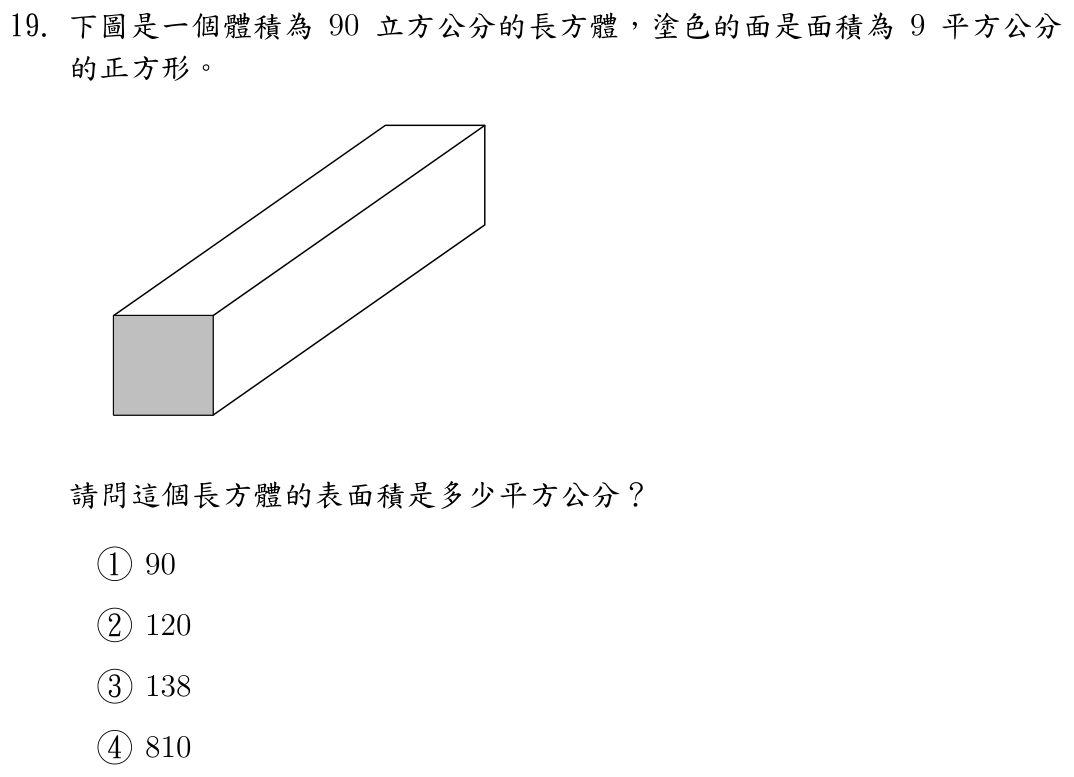 19. 下圖是一個體積為 90 立方公分的長方體，塗色的面是面積為 9 平方公分
的正方形。
請問這個長方體的表面積是多少平方公分？
① 90
② 120
③ 138
④ 810